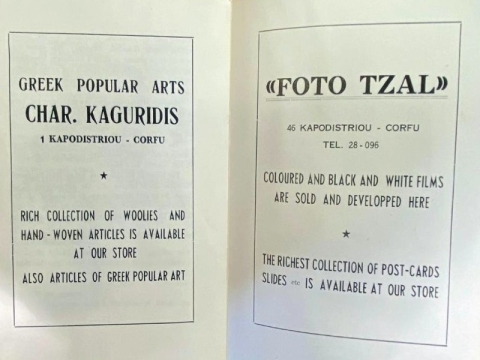 GREEK POPULAR ARTS
CHAR. KAGURIDIS
1 KAPODISTRIOU - CORFU
★
RICH COLLECTION OF WOOLIES AND
HAND - WOVEN ARTICLES IS AVAILABLE
AT OUR STORE
ALSO ARTICLES OF GREEK POPULAR ART
«FOTO TZAL»
46 KAPODISTRIOU - CORFU
TEL. 28-096
COLOURED AND BLACK AND WHITE FILMS
ARE SOLD AND DEVELOPPED HERE
★
THE RICHEST COLLECTION OF POST-CARDS
SLIDES etc IS AVAILABLE AT OUR STORE